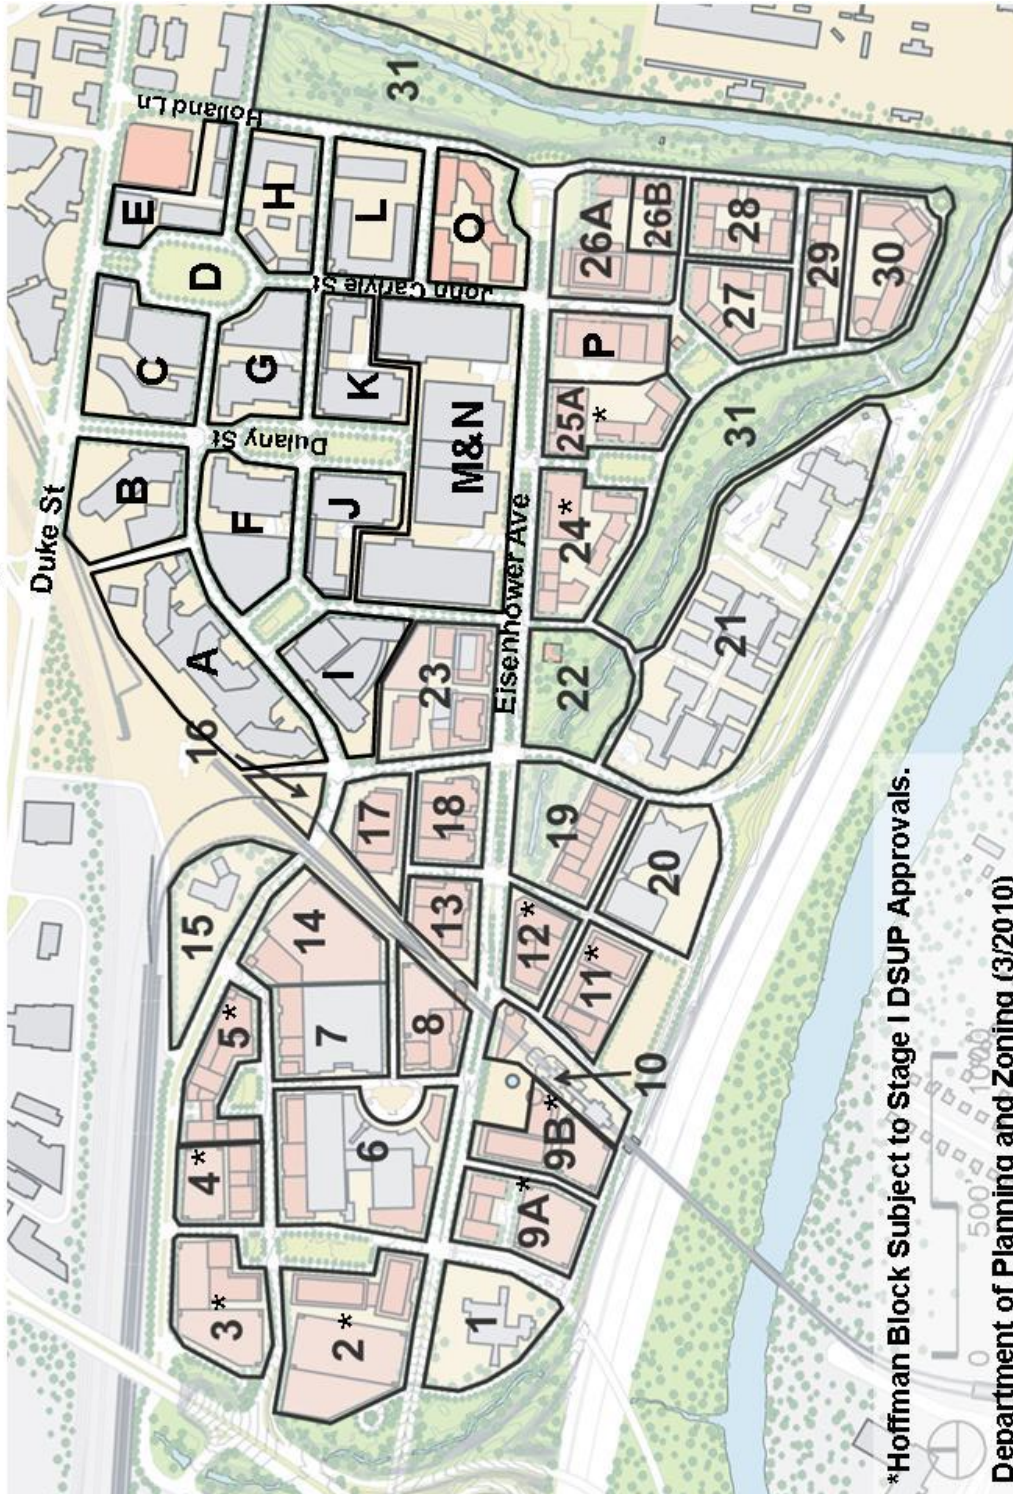 Duke St
Holland Ln
E
D
C
B
A
H
G
F
L
K
J
I
O
M&N
Dulany St
John Carlyle St
Eisenhower Ave
16
15
14
17
18
23
5*
4*
3*
7
6
2*
8
13
1
9A*
9B*
10
11*
12*
19
20
22
21
24*
25A
*
P
26A
26B
27
28
29
30
31
31
*Hoffman Block Subject to Stage I DSUP Approvals.
0 500 1000
Department of Planning and Zoning (3/2010)